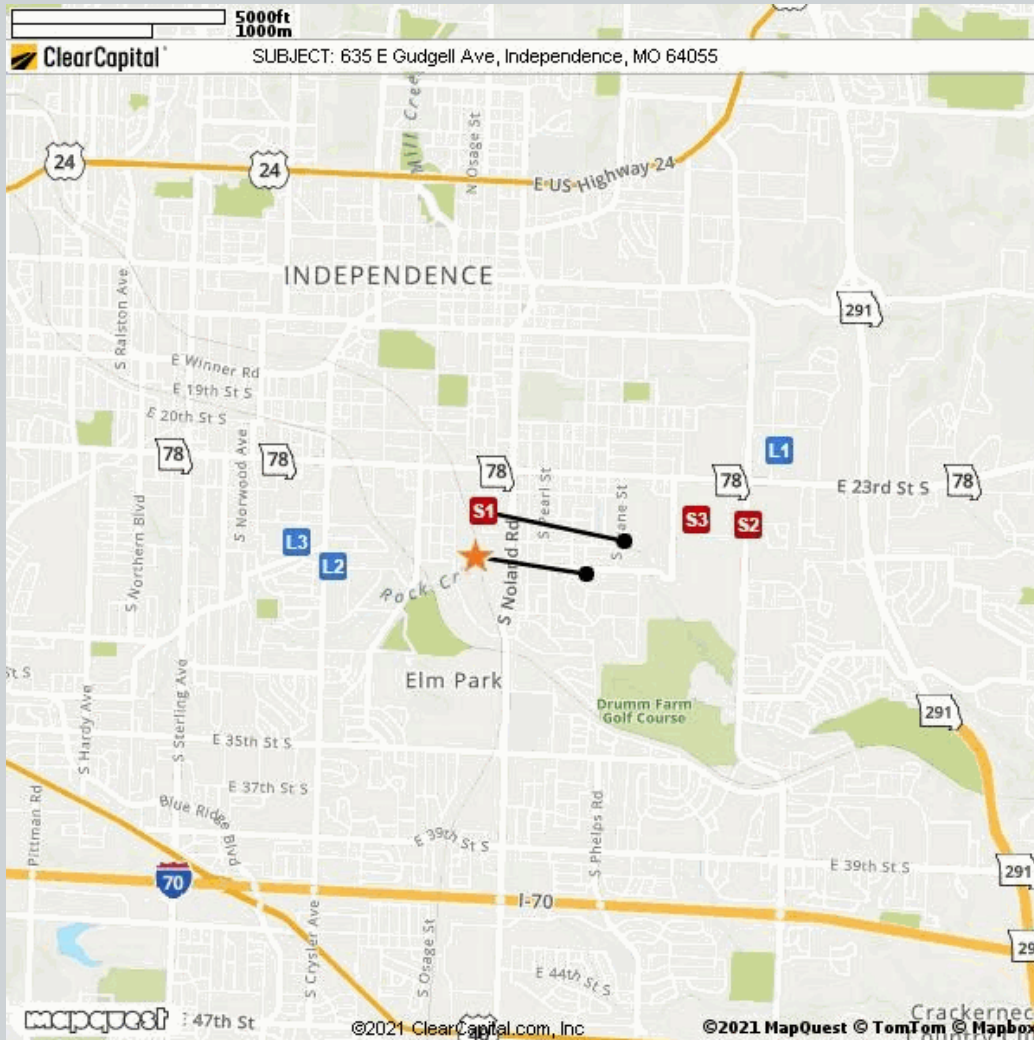 5000ft
1000m
ClearCapital
SUBJECT: 635 E Gudgell Ave, Independence, MO 64055
Mill Creek
N Osage St
24
24
E US Highway 24
INDEPENDENCE
291
S Ralston Ave
E Winner Rd
E 19th St S
E 20th St S
78
78
78
78
78
L1
E 23rd St S
S Norwood Ave
S Northern Blvd
S Pearl St
S1
S3
S2
L3
L2
Rock Cr
S Noland Rd
Elm Park
Drumm Farm
Golf Course
St S
S Hardy Ave
S Sterling Ave
E 35th St S
291
E 37th St S
Blue Ridge Blvd
Pittman Rd
E 39th St S
S Phelps Rd
E 39th St S
291
70
I-70
S Crysler Ave
S Osage St
29
E 44th St S
Crackernec
mapquest
E 47th St
©2021 ClearCapital.com, Inc
©2021 MapQuest © TomTom © Mapbox